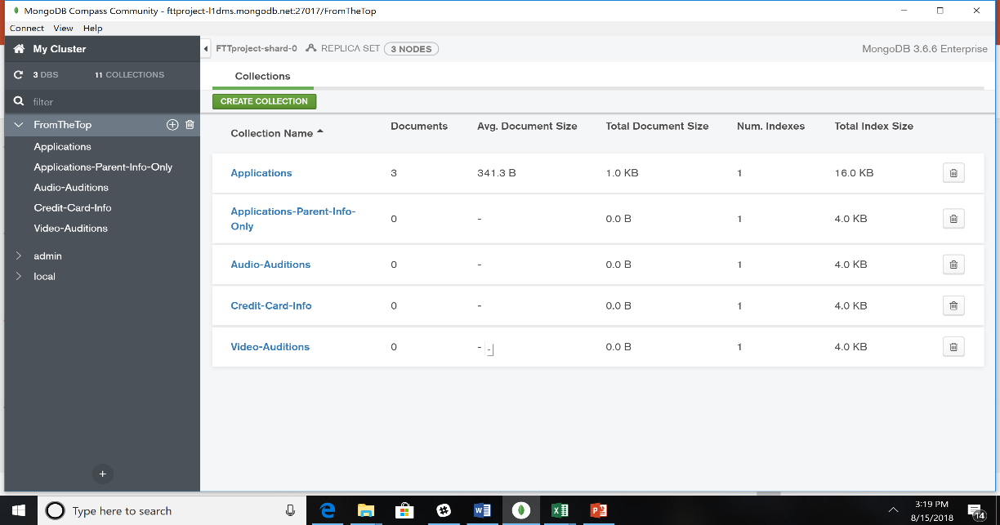 MongoDB Compass Community - fttproject-l1dms.mongodb.net:27017/FromTheTop
Connect View Help
My Cluster
3 DBS 11 COLLECTIONS
filter
FromTheTop
Applications
Applications-Parent-Info-Only
Audio-Auditions
Credit-Card-Info
Video-Auditions
admin
local
+
FTTproject-shard-0 REPLICA SET 3 NODES MongoDB 3.6.6 Enterprise
Collections
CREATE COLLECTION
Collection Name Documents Avg. Document Size Total Document Size Num. Indexes Total Index Size
Applications 3 341.3 B 1.0 KB 1 16.0 KB
Applications-Parent-Info-
Only 0 - 0.0 B 1 4.0 KB
Audio-Auditions 0 - 0.0 B 1 4.0 KB
Credit-Card-Info 0 - 0.0 B 1 4.0 KB
Video-Auditions 0 - - 0.0 B 1 4.0 KB
Type here to search
3:19 PM
8/15/2018
14